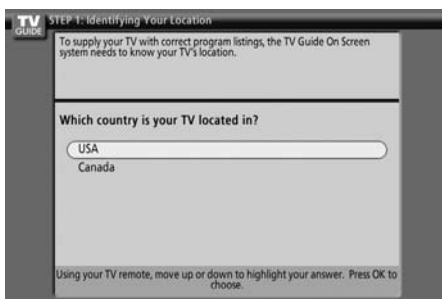 TV
GUIDE
STEP 1: Identifying Your Location
To supply your TV with correct program listings, the TV Guide On Screen
system needs to know your TV's location.
Which country is your TV located in?
USA
Canada
Using your TV remote, move up or down to highlight your answer. Press OK to
choose.